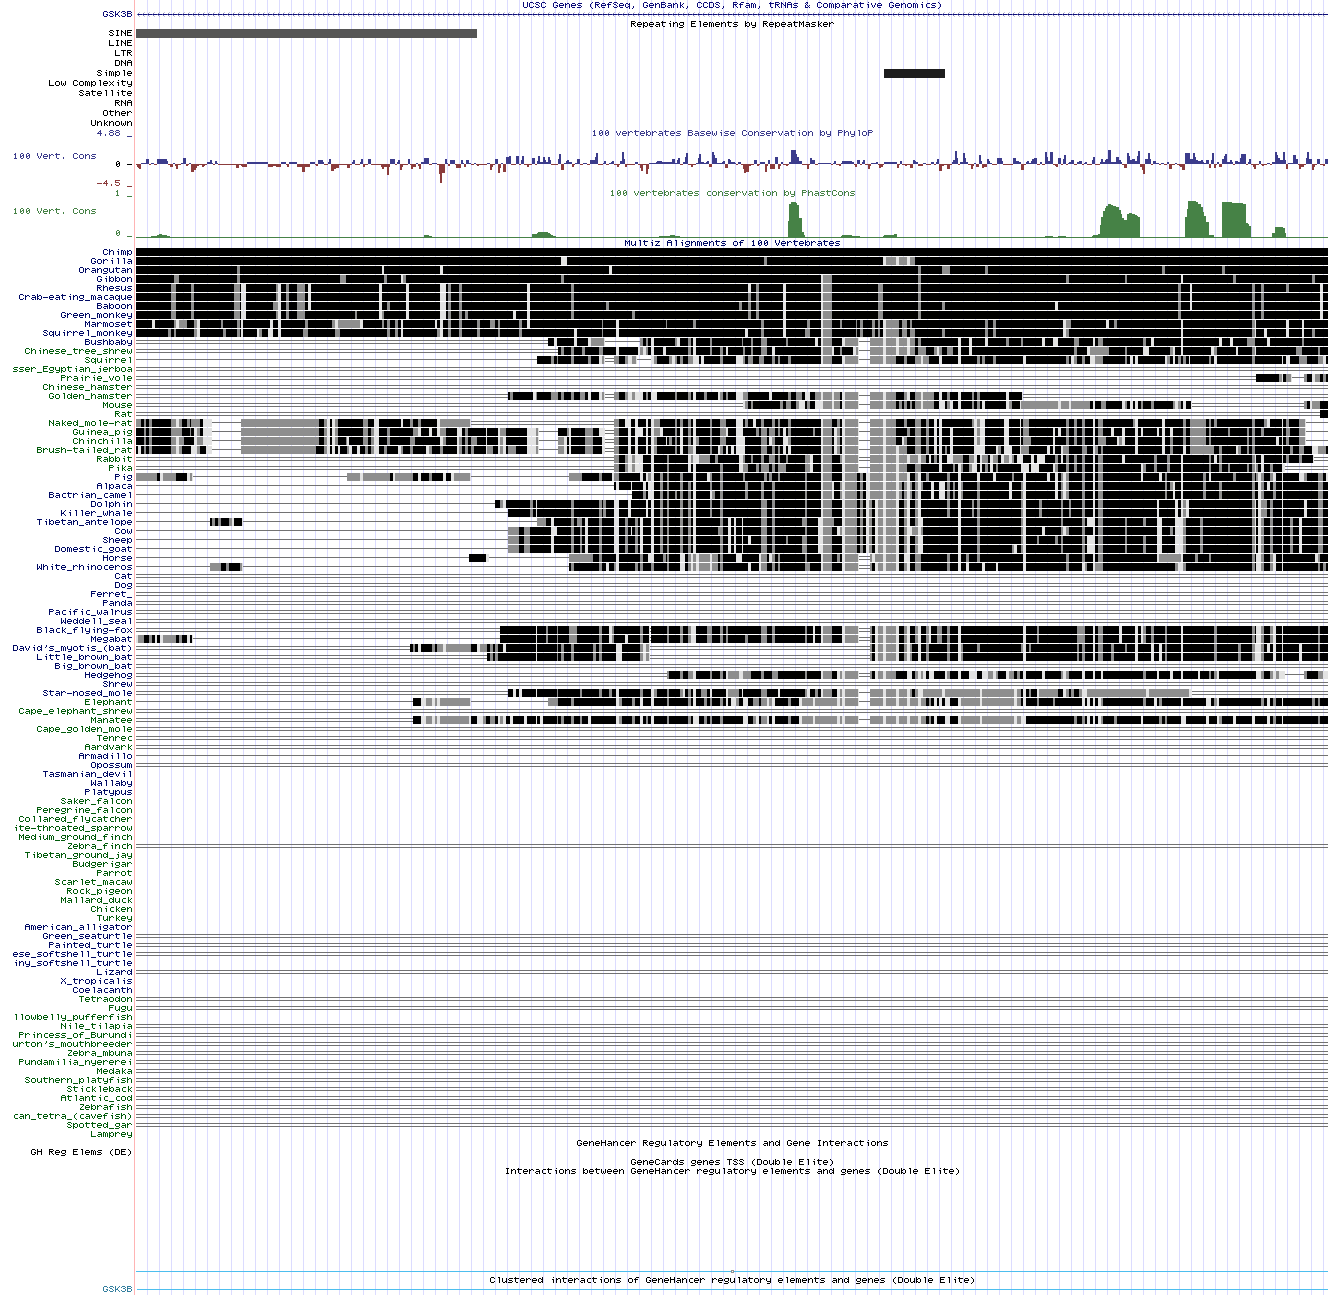 UCSC Genes (RefSeq, GenBank, CCDS, Rfam, tRNAs & Comparative Genomics)
GSK3B
Repeating Elements by RepeatMasker
SINE
LINE
LTR
DNA
Simple
Low Complexity
Satellite
RNA
Other
Unknown
4.88 _
100 vertebrates Basewise Conservation by PhyloP
100 Vert. Cons
0 _
-4.5 _
1 _
100 vertebrates conservation by PhastCons
100 Vert. Cons
0 _
Multiz Alignments of 100 Vertebrates
Chimp
Gorilla
Orangutan
Gibbon
Rhesus
Crab-eating_macaque
Baboon
Green_monkey
Marmoset
Squirrel_monkey
Bushbaby
Chinese_tree_shrew
Squirrel
sser_Egyptian_jerboa
Prairie_vole
Chinese_hamster
Golden_hamster
Mouse
Rat
Naked_mole-rat
Guinea_pig
Chinchilla
Brush-tailed_rat
Rabbit
Pika
Pig
Alpaca
Bactrian_camel
Dolphin
Killer_whale
Tibetan_antelope
Cow
Sheep
Domestic_goat
Horse
White_rhinoceros
Cat
Dog
Ferret_
Panda
Pacific_walrus
Weddell_seal
Black_flying-fox
Megabat
David's_myotis_(bat)
Little_brown_bat
Big_brown_bat
Hedgehog
Shrew
Star-nosed_mole
Elephant
Cape_elephant_shrew
Manatee
Cape_golden_mole
Tenrec
Aardvark
Armadillo
Opossum
Tasmanian_devil
Wallaby
Platypus
Saker_falcon
Peregrine_falcon
Collared_flycatcher
ite-throated_sparrow
Medium_ground_finch
Zebra_finch
Tibetan_ground_jay
Budgerigar
Parrot
Scarlet_macaw
Rock_pigeon
Mallard_duck
Chicken
Turkey
American_alligator
Green_seaturtle
Painted_turtle
ese_softshell_turtle
iny_softshell_turtle
Lizard
X_tropicalis
Coelacanth
Tetraodon
Fugu
llowbelly_pufferfish
Nile_tilapia
Princess_of_Burundi
urton's_mouthbreeder
Zebra_mbuna
Pundamilia_nyererei
Medaka
Southern_platyfish
Stickleback
Atlantic_cod
Zebrafish
can_tetra_(cavefish)
Spotted_gar
Lamprey
GeneHancer Regulatory Elements and Gene Interactions
GH Reg Elems (DE)
GeneCards genes TSS (Double Elite)
Interactions between GeneHancer regulatory elements and genes (Double Elite)
Clustered interactions of GeneHancer regulatory elements and genes (Double Elite)
GSK3B